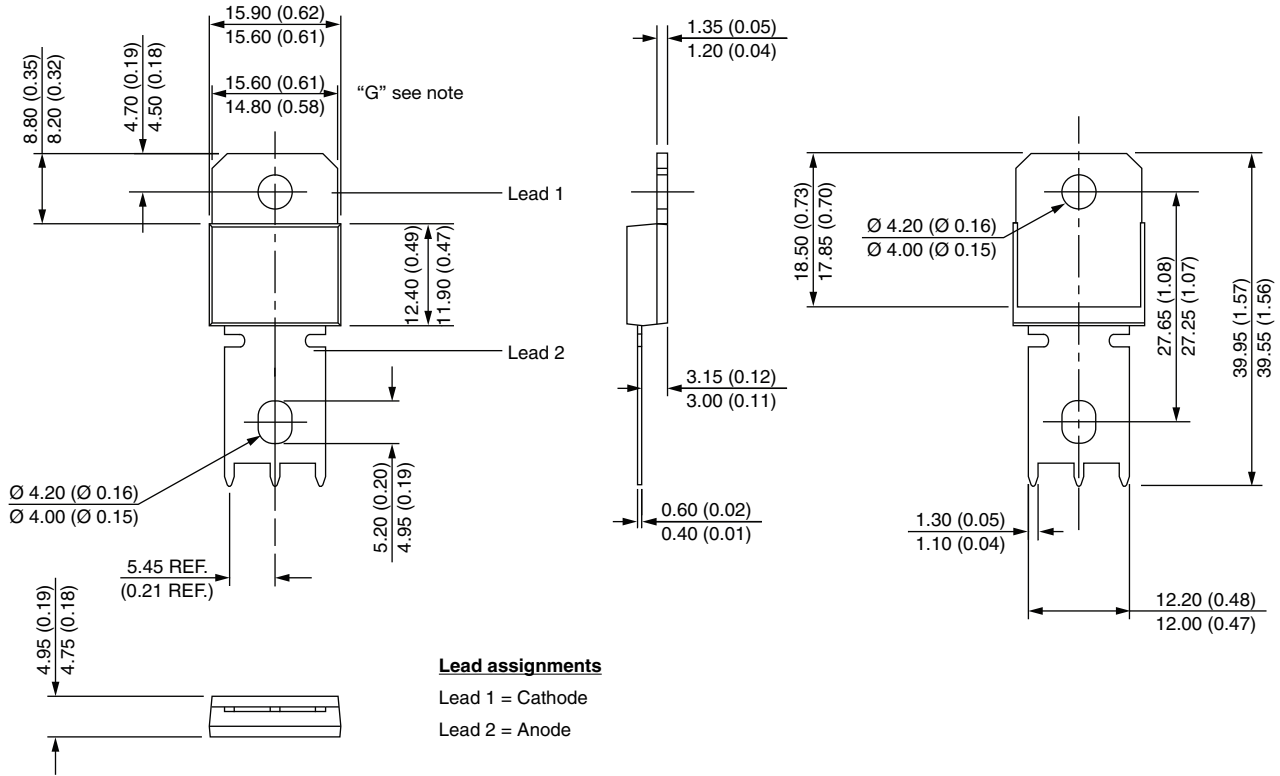 15.90 (0.62)
15.60 (0.61)
15.60 (0.61)
14.80 (0.58)
"G" see note
8.80 (0.35)
8.20 (0.32)
4.70 (0.19)
4.50 (0.18)
Lead 1
12.40 (0.49)
11.90 (0.47)
Lead 2
Ø 4.20 (Ø 0.16)
Ø 4.00 (Ø 0.15)
5.20 (0.20)
4.95 (0.19)
5.45 REF.
(0.21 REF.)
4.95 (0.19)
4.75 (0.18)
1.35 (0.05)
1.20 (0.04)
3.15 (0.12)
3.00 (0.11)
0.60 (0.02)
0.40 (0.01)
18.50 (0.73)
17.85 (0.70)
Ø 4.20 (Ø 0.16)
Ø 4.00 (Ø 0.15)
27.65 (1.08)
27.25 (1.07)
39.95 (1.57)
39.55 (1.56)
1.30 (0.05)
1.10 (0.04)
12.20 (0.48)
12.00 (0.47)
Lead assignments
Lead 1 = Cathode
Lead 2 = Anode